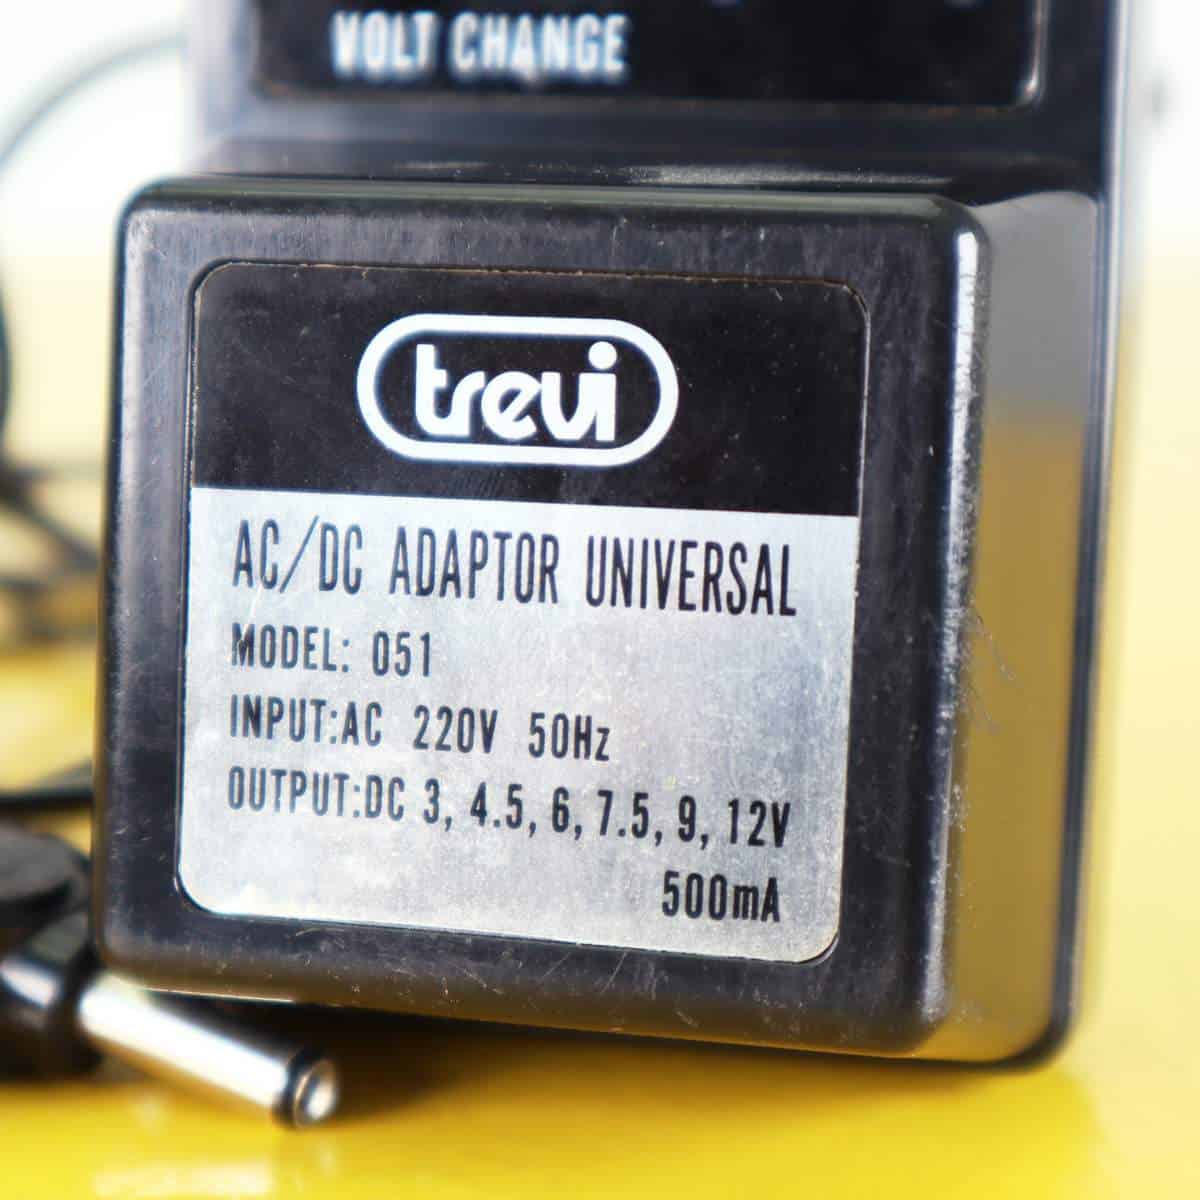 VOLT CHANGE
trevi
AC/DC ADAPTOR UNIVERSAL
MODEL: 051
INPUT:AC 220V 50Hz
OUTPUT:DC 3, 4.5, 6, 7.5, 9, 12V
500mA